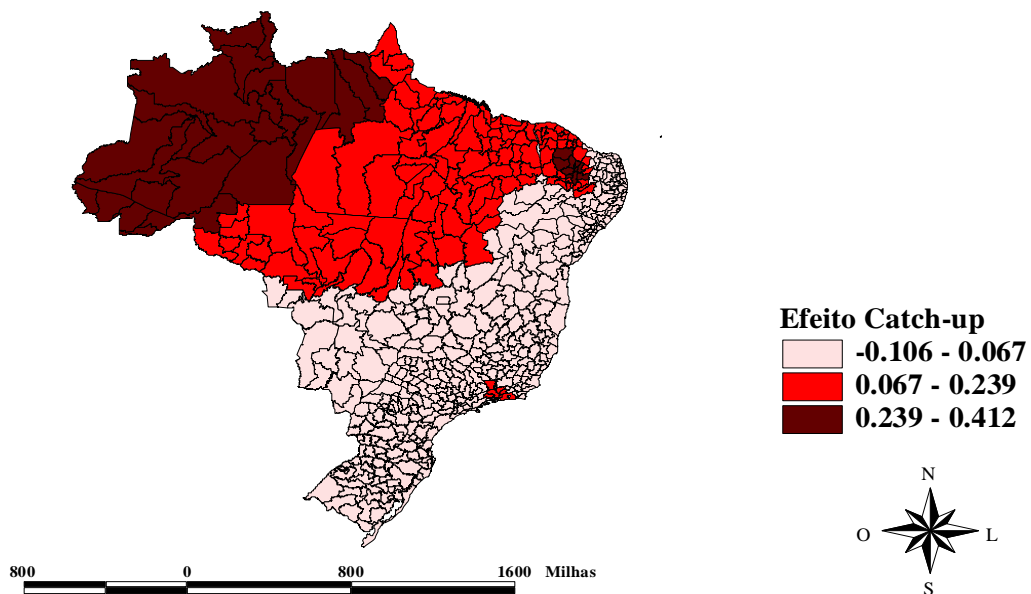 Efeito Catch-up
-0.106 - 0.067
0.067 - 0.239
0.239 - 0.412
N
O L
S
800 0 800 1600 Milhas